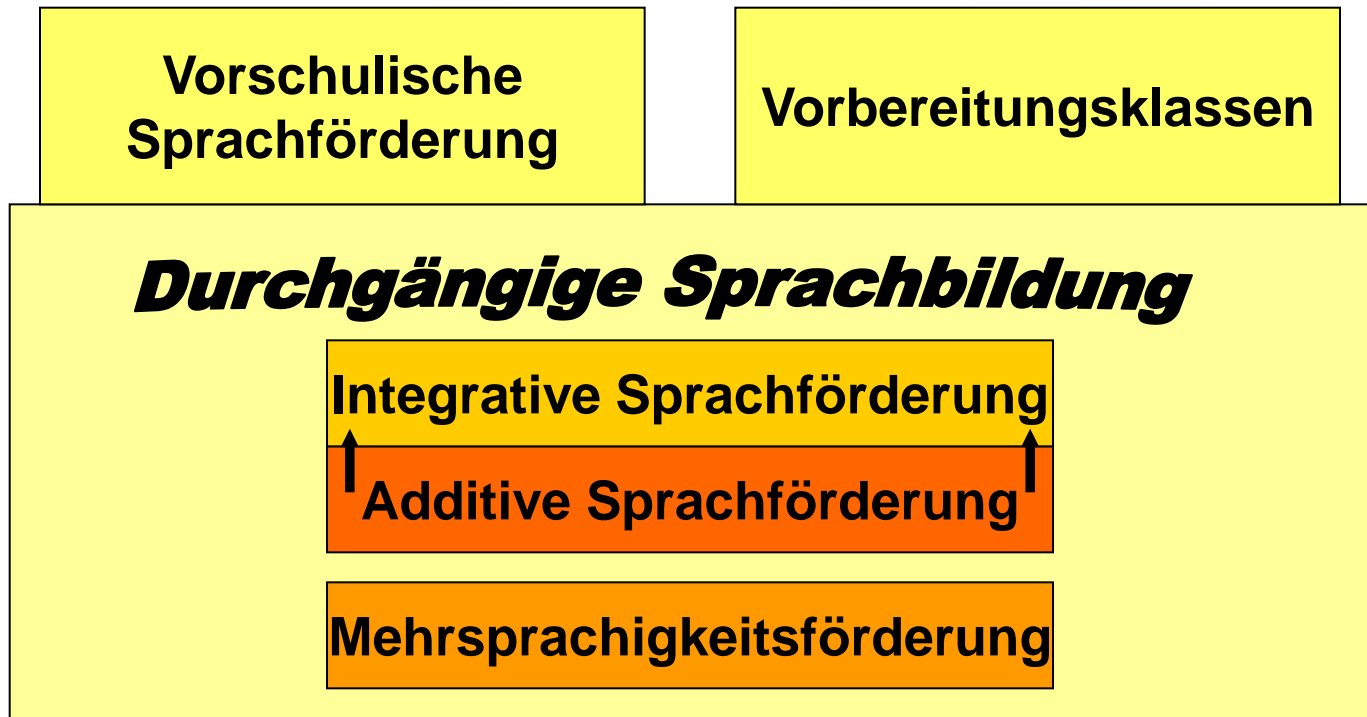 Vorschulische
Sprachförderung
Vorbereitungsklassen
Durchgängige Sprachbildung
Integrative Sprachförderung
Additive Sprachförderung
Mehrsprachigkeitsförderung